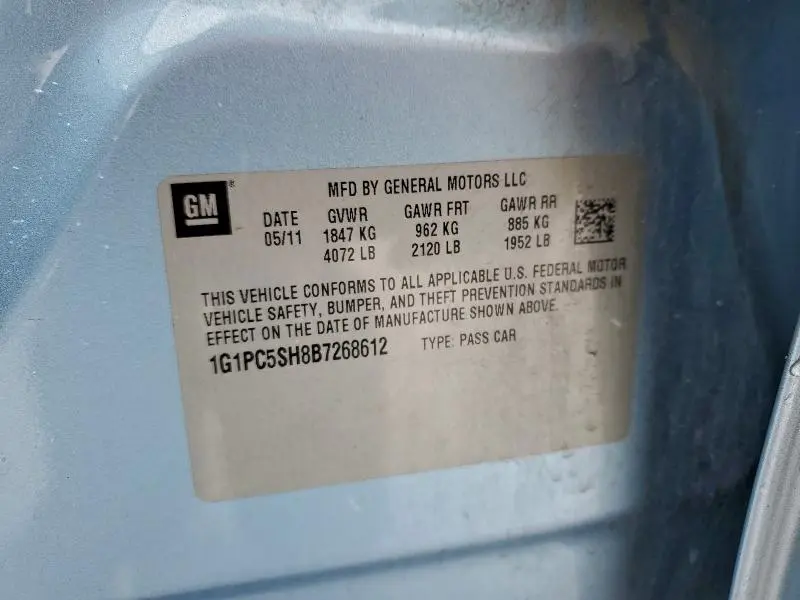 GM®
MFD BY GENERAL MOTORS LLC
DATE GVWR GAWR FRT GAWR RR
05/11 1847 KG 962 KG 885 KG
4072 LB 2120 LB 1952 LB
THIS VEHICLE CONFORMS TO ALL APPLICABLE U.S. FEDERAL MOTOR
VEHICLE SAFETY, BUMPER, AND THEFT PREVENTION STANDARDS IN
EFFECT ON THE DATE OF MANUFACTURE SHOWN ABOVE.
1G1PC5SH8B7268612 TYPE: PASS CAR